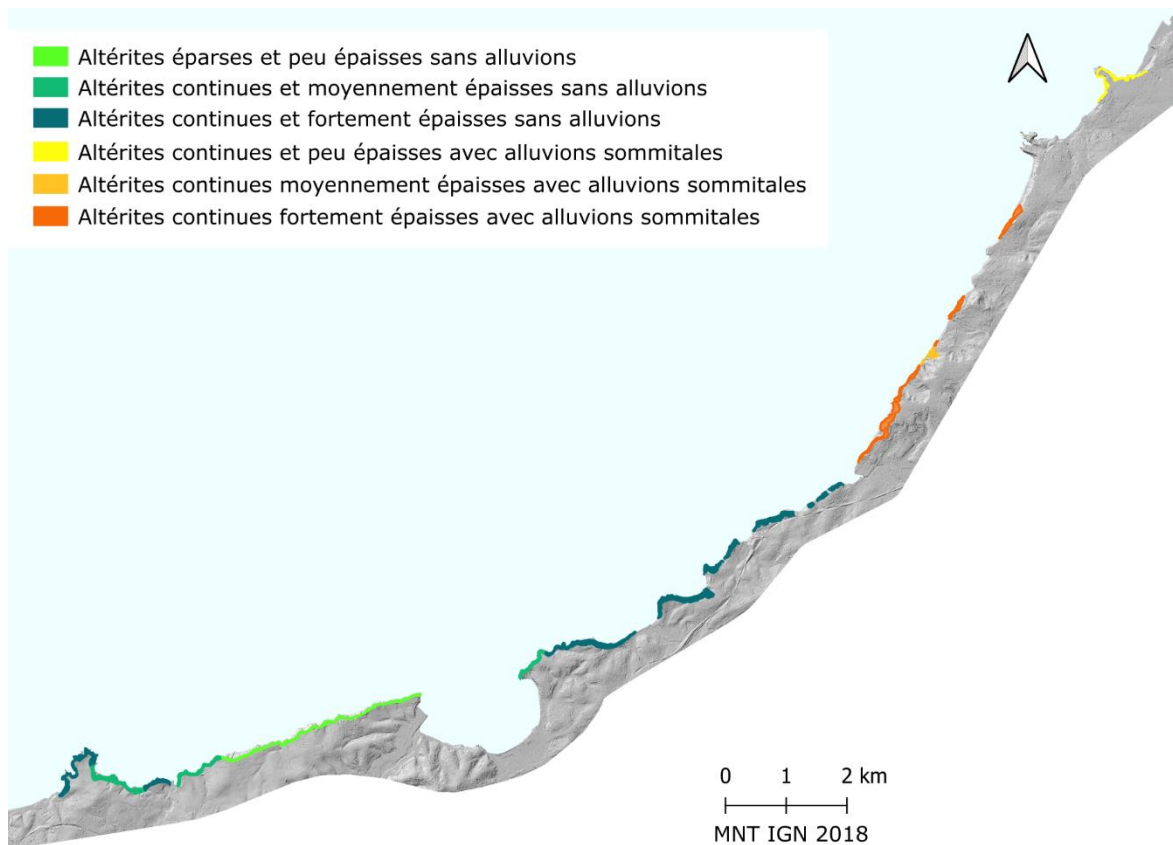 Altérites éparses et peu épaisses sans alluvions
Altérites continues et moyennement épaisses sans alluvions
Altérites continues et fortement épaisses sans alluvions
Altérites continues et peu épaisses avec alluvions sommitales
Altérites continues moyennement épaisses avec alluvions sommitales
Altérites continues fortement épaisses avec alluvions sommitales
0 1 2 km
MNT IGN 2018